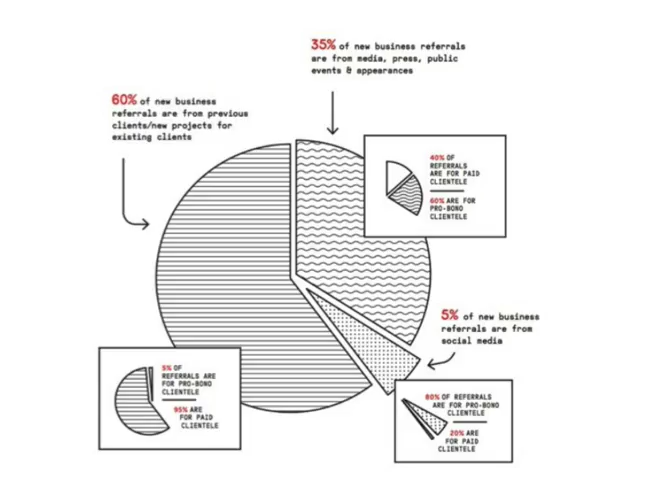 35% of new business referrals
are from media, press, public
events & appearances
60% of new business
referrals are from previous
clients/new projects for
existing clients
40% OF
REFERRALS
ARE FOR PAID
CLIENTELE
60% ARE FOR
PRO-BONO
CLIENTELE
5% of new business
referrals are from
social media
5% OF
REFERRALS ARE
FOR PRO-BONO
CLIENTELE
95% ARE
FOR PAID
CLIENTELE
80% OF REFERRALS
ARE FOR PRO-BONO
CLIENTELE
20% ARE
FOR PAID
CLIENTELE